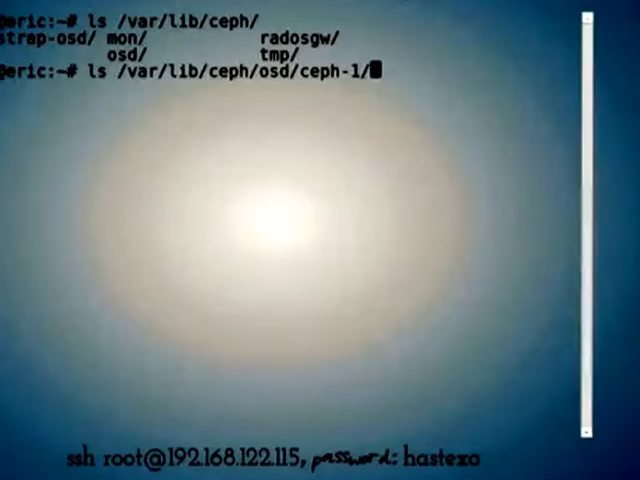 @eric:~# ls /var/lib/ceph/
strap-osd/ mon/ radosgw/
osd/ tmp/
@eric:~# ls /var/lib/ceph/osd/ceph-1/
ssh root@192.168.122.115, password: hastexo